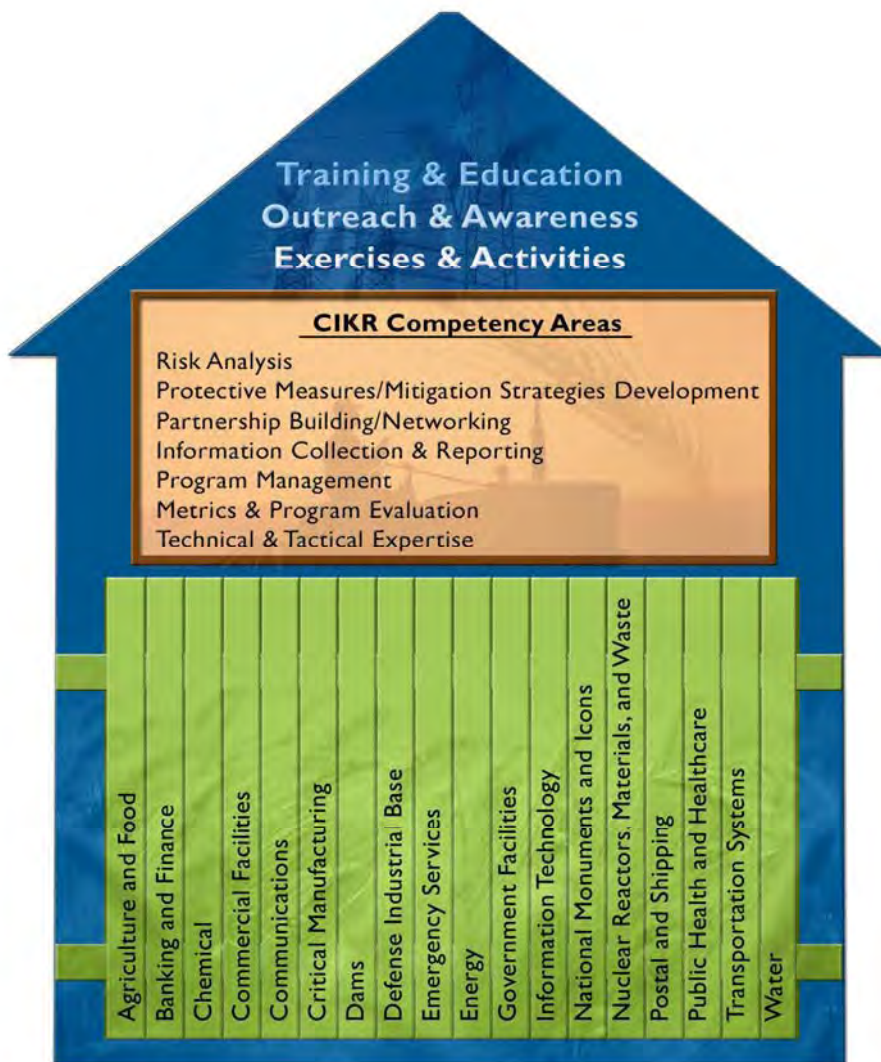 Training & Education
Outreach & Awareness
Exercises & Activities
CIKR Competency Areas
Risk Analysis
Protective Measures/Mitigation Strategies Development
Partnership Building/Networking
Information Collection & Reporting
Program Management
Metrics & Program Evaluation
Technical & Tactical Expertise
Agriculture and Food
Banking and Finance
Chemical
Commercial Facilities
Communications
Critical Manufacturing
Dams
Defense Industrial Base
Emergency Services
Energy
Government Facilities
Information Technology
National Monuments and Icons
Nuclear Reactors, Materials, and Waste
Postal and Shipping
Public Health and Healthcare
Transportation Systems
Water